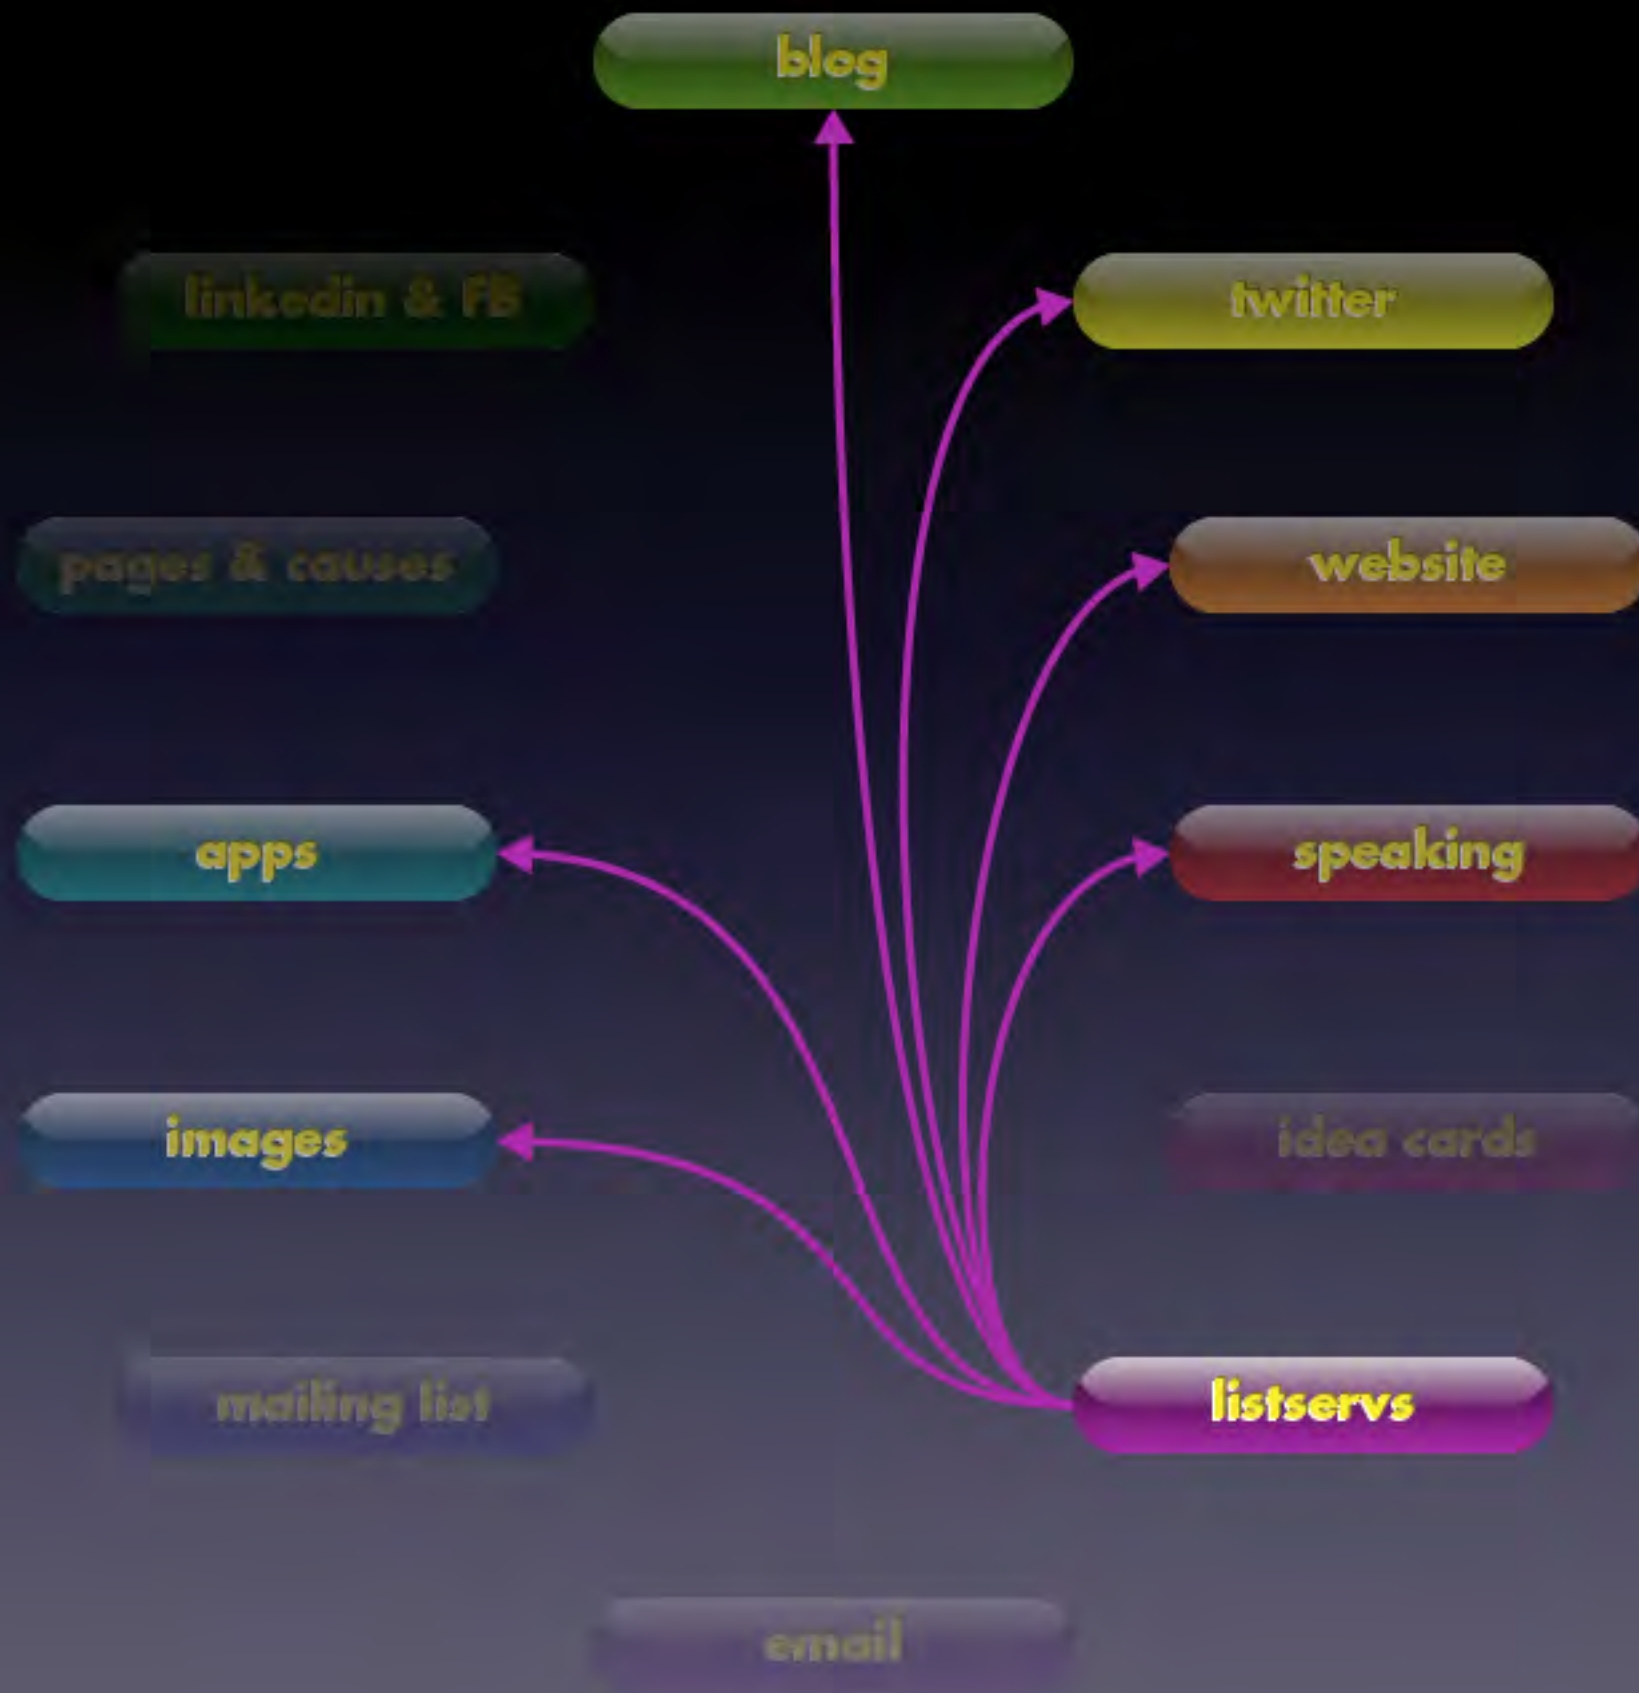 blog
linkedin & FB
twitter
pages & causes
website
apps
speaking
images
idea cards
mailing list
listservs
email